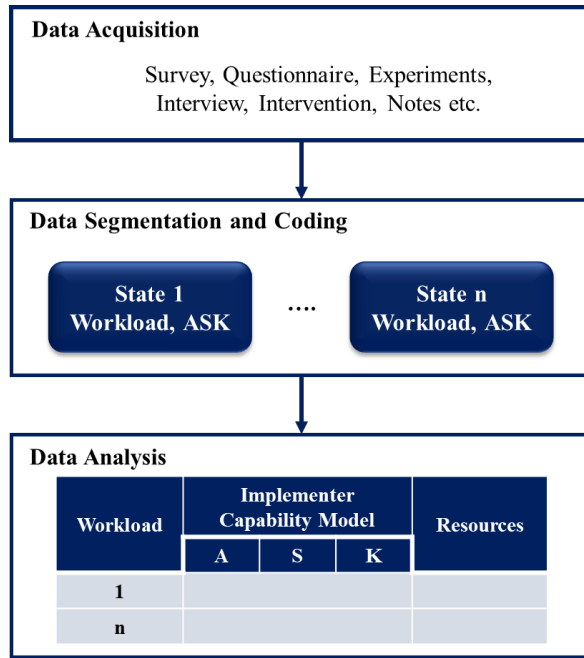 Data Acquisition
Survey, Questionnaire, Experiments,
Interview, Intervention, Notes etc.
Data Segmentation and Coding
State 1
Workload, ASK
....
State n
Workload, ASK
Data Analysis
Workload
Implementer
Capability Model
Resources
A
S
K
1
n